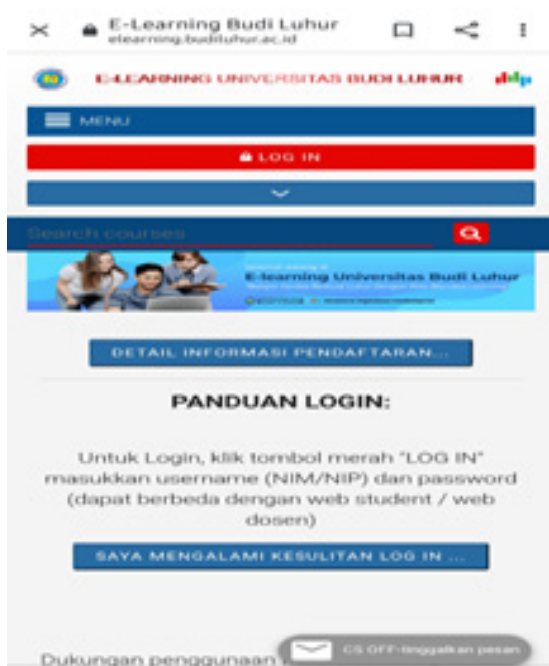 E-Learning Budi Luhur
elearning.budiluhur.ac.id
E-LEARNING UNIVERSITAS BUDI LUHUR
MENU
LOG IN
Search courses
E-learning Universitas Budi Luhur
DETAIL INFORMASI PENDAFTARAN...
PANDUAN LOGIN:
Untuk Login, klik tombol merah "LOG IN"
masukkan username (NIM/NIP) dan password
(dapat berbeda dengan web student / web
dosen)
SAYA MENGALAMI KESULITAN LOG IN ...
Dukungan penggunaan
CS OFF-tinggalkan pesan